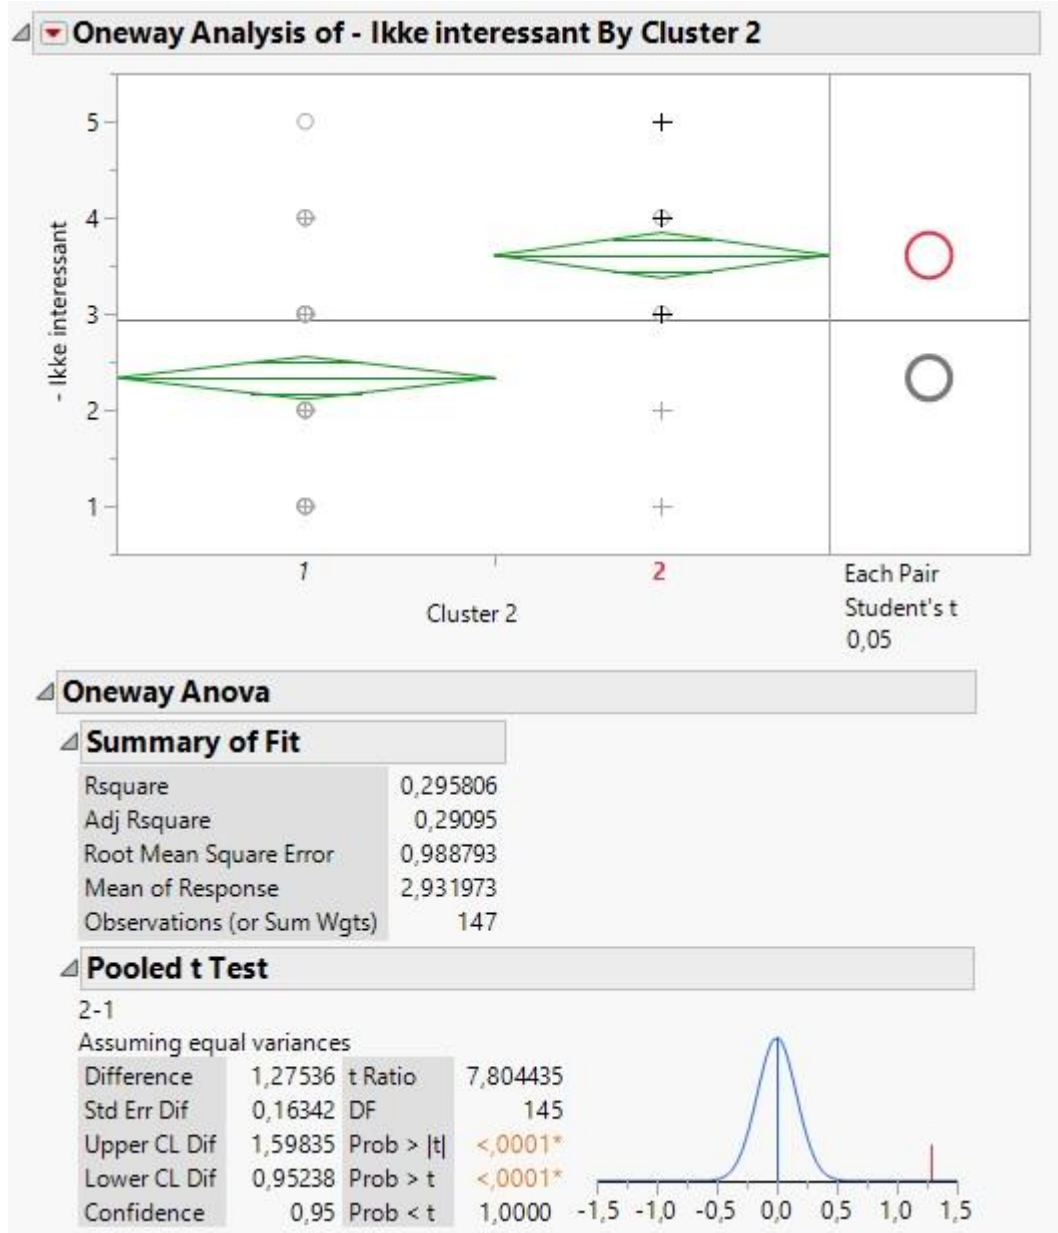 Oneway Analysis of - Ikke interessant By Cluster 2
- Ikke interessant
5
4
3
2
1
1 2
Cluster 2
Each Pair
Student's t
0,05
Oneway Anova
Summary of Fit
Rsquare 0,295806
Adj Rsquare 0,29095
Root Mean Square Error 0,988793
Mean of Response 2,931973
Observations (or Sum Wgts) 147
Pooled t Test
2-1
Assuming equal variances
Difference 1,27536 t Ratio 7,804435
Std Err Dif 0,16342 DF 145
Upper CL Dif 1,59835 Prob > |t| <,0001*
Lower CL Dif 0,95238 Prob > t <,0001*
Confidence 0,95 Prob < t 1,0000
-1,5 -1,0 -0,5 0,0 0,5 1,0 1,5